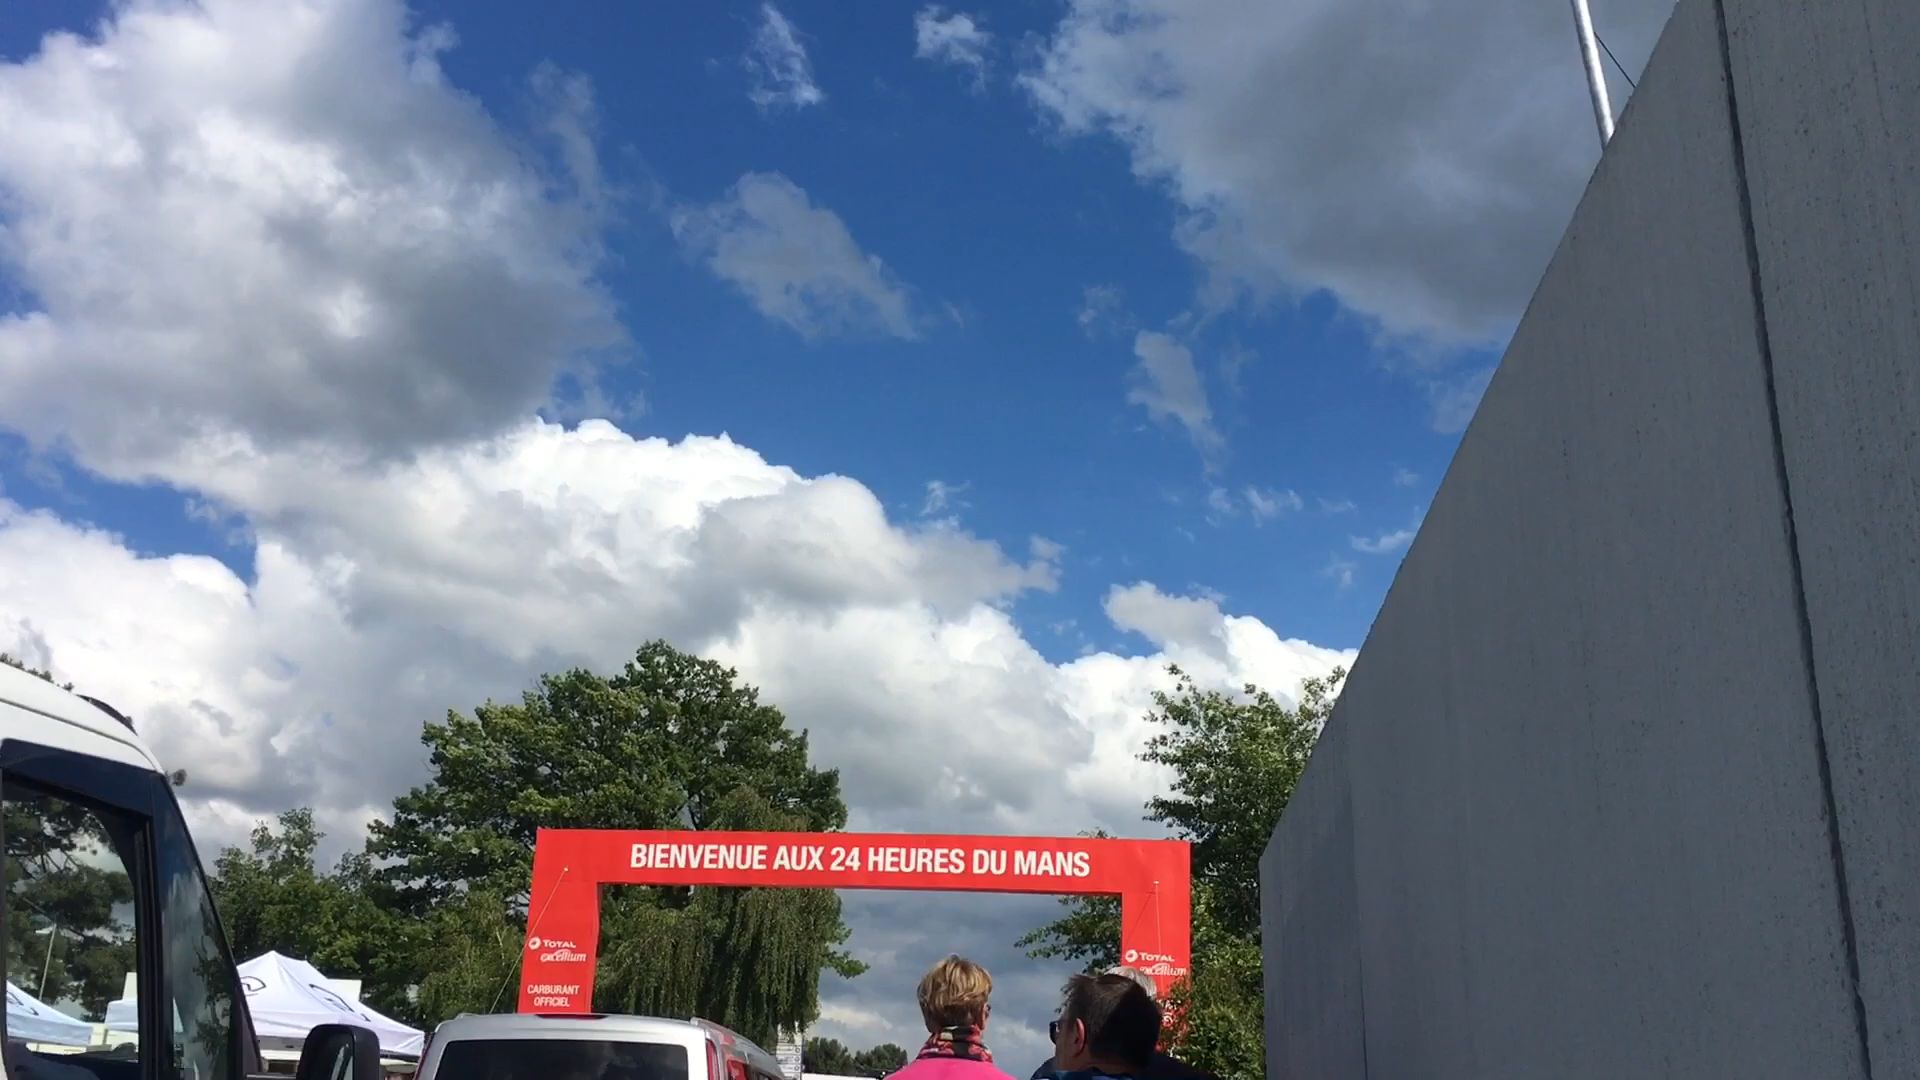 BIENVENUE AUX 24 HEURES DU MANS
TOTAL
excellium
CARBURANT
OFFICIEL
TOTAL
excellium